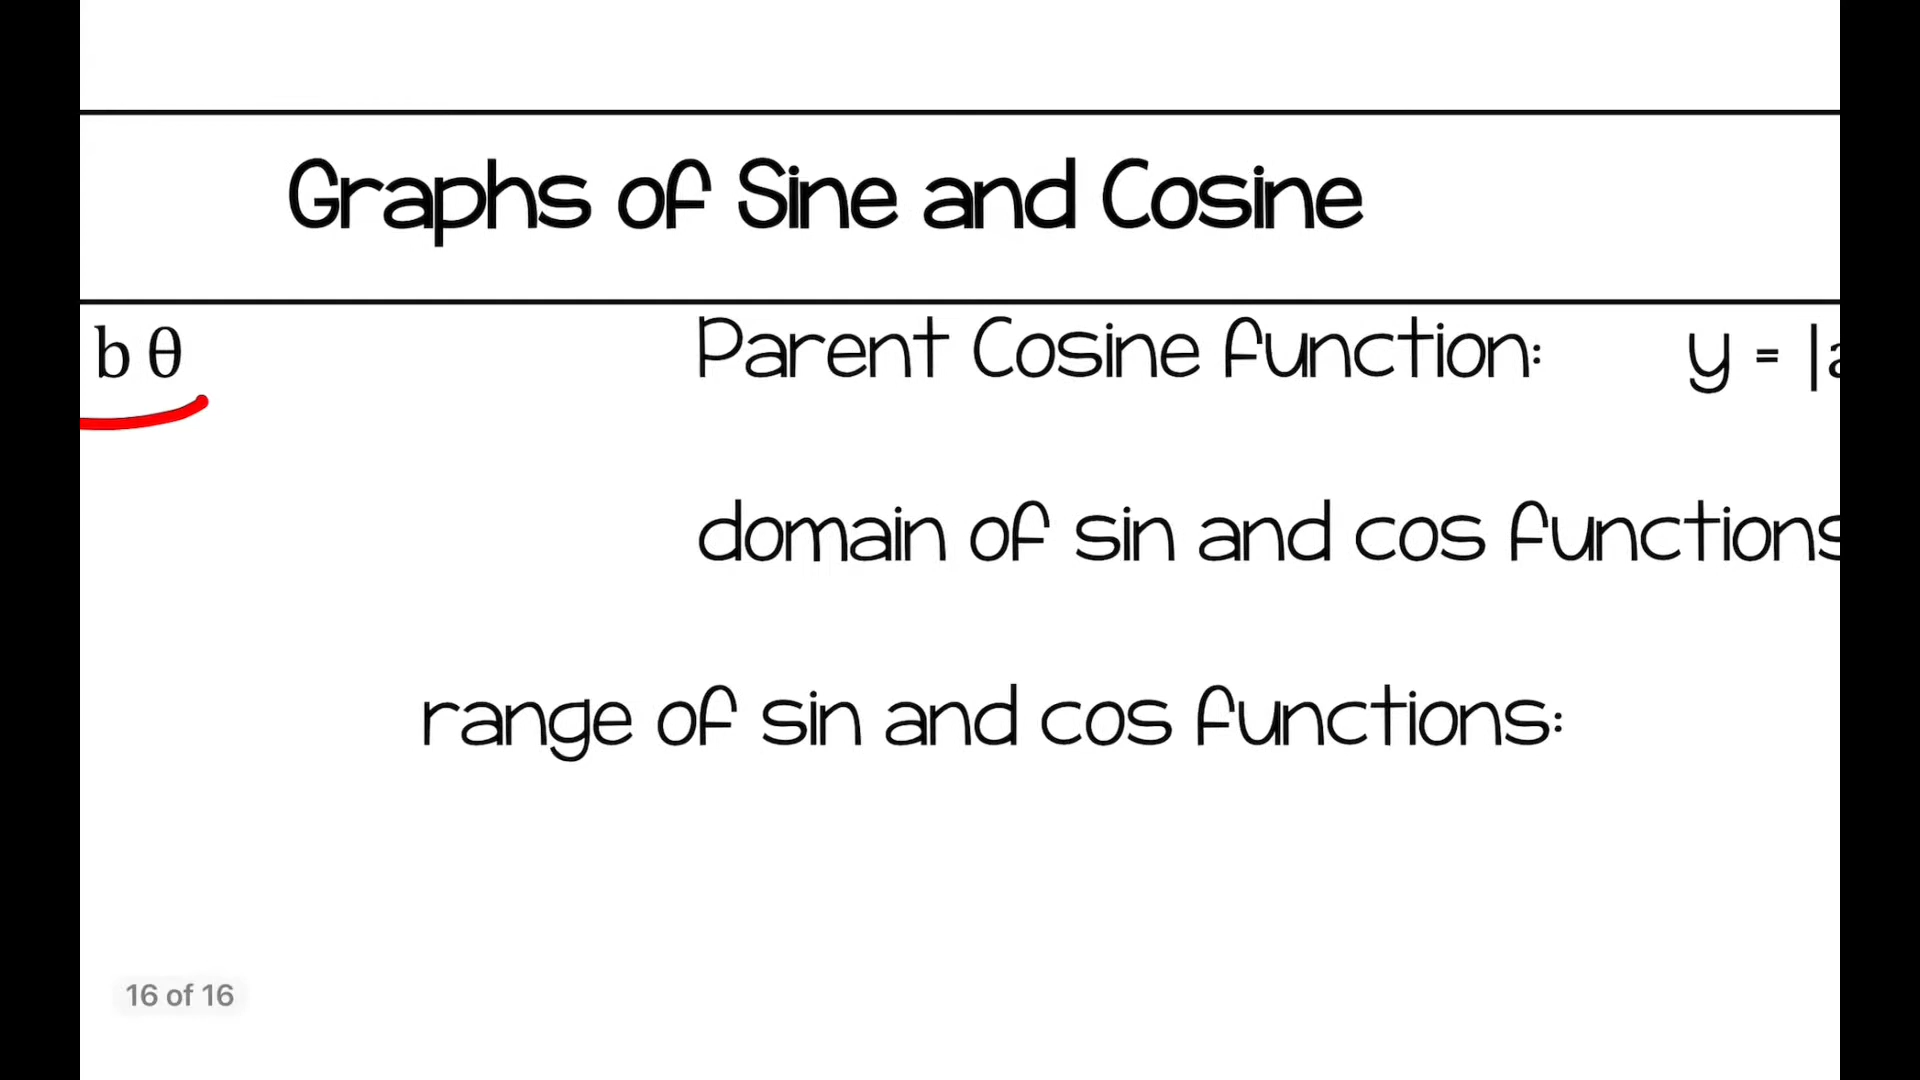 Graphs of Sine and Cosine
b θ Parent Cosine function: y = |a
domain of sin and cos functions
range of sin and cos functions:
16 of 16